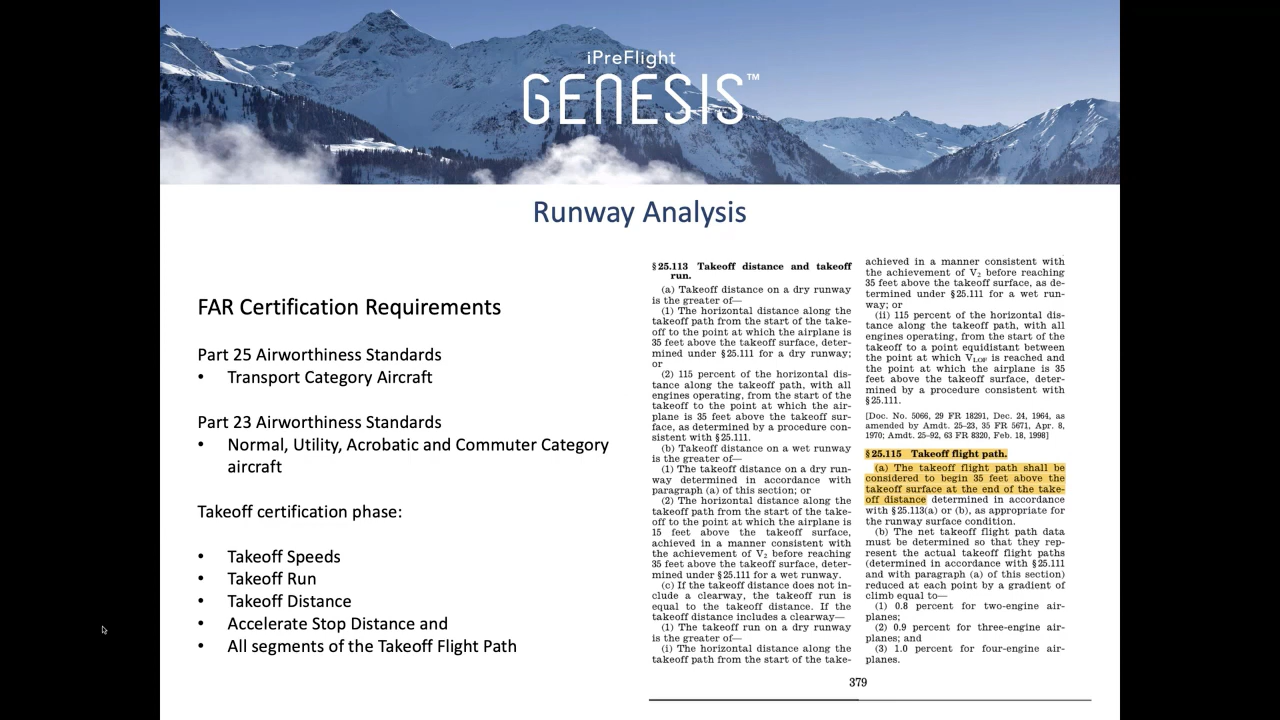 iPreFlight
GENESIS™
Runway Analysis
FAR Certification Requirements
Part 25 Airworthiness Standards
• Transport Category Aircraft
Part 23 Airworthiness Standards
• Normal, Utility, Acrobatic and Commuter Category
aircraft
Takeoff certification phase:
• Takeoff Speeds
• Takeoff Run
• Takeoff Distance
• Accelerate Stop Distance and
• All segments of the Takeoff Flight Path
§ 25.113 Takeoff distance and takeoff
run.
(a) Takeoff distance on a dry runway
is the greater of—
(1) The horizontal distance along the
takeoff path from the start of the take-
off to the point at which the airplane is
35 feet above the takeoff surface, deter-
mined under §25.111 for a dry runway;
or
(2) 115 percent of the horizontal dis-
tance along the takeoff path, with all
engines operating, from the start of the
takeoff to the point at which the air-
plane is 35 feet above the takeoff sur-
face, as determined by a procedure con-
sistent with §25.111.
(b) Takeoff distance on a wet runway
is the greater of—
(1) The takeoff distance on a dry run-
way determined in accordance with
paragraph (a) of this section; or
(2) The horizontal distance along the
takeoff path from the start of the take-
off to the point at which the airplane is
15 feet above the takeoff surface,
achieved in a manner consistent with
the achievement of V2 before reaching
35 feet above the takeoff surface, deter-
mined under §25.111 for a wet runway.
(c) If the takeoff distance does not in-
clude a clearway, the takeoff run is
equal to the takeoff distance. If the
takeoff distance includes a clearway—
(1) The takeoff run on a dry runway
is the greater of—
(i) The horizontal distance along the
takeoff path from the start of the take-
achieved in a manner consistent with
the achievement of V2 before reaching
35 feet above the takeoff surface, as de-
termined under §25.111 for a wet run-
way; or
(ii) 115 percent of the horizontal dis-
tance along the takeoff path, with all
engines operating, from the start of the
takeoff to a point equidistant between
the point at which VLOF is reached and
the point at which the airplane is 35
feet above the takeoff surface, deter-
mined by a procedure consistent with
§25.111.
[Doc. No. 5066, 29 FR 18291, Dec. 24, 1964, as
amended by Amdt. 25–23, 35 FR 5671, Apr. 8,
1970; Amdt. 25–92, 63 FR 8320, Feb. 18, 1998]
§ 25.115 Takeoff flight path.
(a) The takeoff flight path shall be
considered to begin 35 feet above the
takeoff surface at the end of the take-
off distance determined in accordance
with §25.113(a) or (b), as appropriate for
the runway surface condition.
(b) The net takeoff flight path data
must be determined so that they rep-
resent the actual takeoff flight paths
(determined in accordance with §25.111
and with paragraph (a) of this section)
reduced at each point by a gradient of
climb equal to—
(1) 0.8 percent for two-engine air-
planes;
(2) 0.9 percent for three-engine air-
planes; and
(3) 1.0 percent for four-engine air-
planes.
379